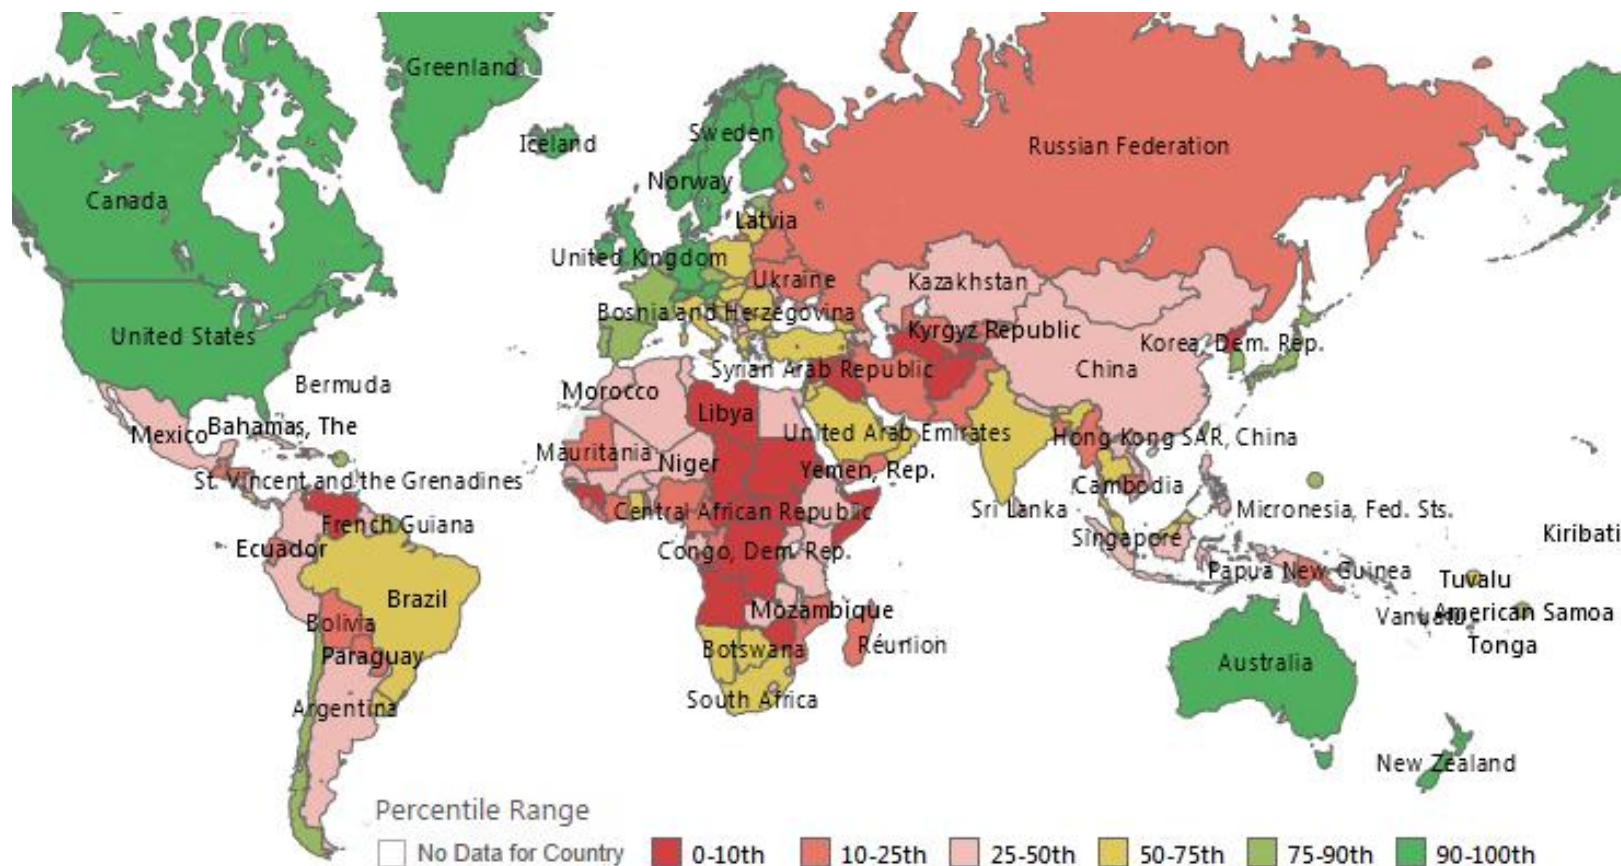 Greenland
Iceland
Sweden
Russian Federation
Norway
Canada
Latvia
United Kingdom
Ukraine
Kazakhstan
Bosnia and Herzegovina
United States
Kyrgyz Republic
Korea, Dem. Rep.
Syrian Arab Republic
China
Bermuda
Morocco
Libya
Bahamas, The
Mexico
United Arab Emirates
Hong Kong SAR, China
Mauritania
Niger
Yemen, Rep.
St. Vincent and the Grenadines
Cambodia
Central African Republic
Sri Lanka
Micronesia, Fed. Sts.
French Guiana
Kiribati
Singapore
Ecuador
Congo, Dem. Rep.
Papua New Guinea
Tuvalu
Brazil
Mozambique
Vanuatu
American Samoa
Bolivia
Réunion
Tonga
Botswana
Paraguay
Australia
South Africa
Argentina
New Zealand
Percentile Range
No Data for Country
0-10th
10-25th
25-50th
50-75th
75-90th
90-100th